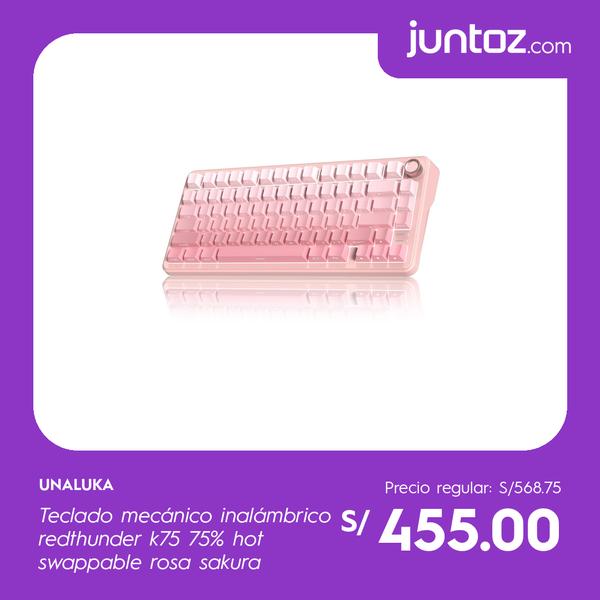 juntoz.com
UNALUKA
Teclado mecánico inalámbrico
redthunder k75 75% hot
swappable rosa sakura
Precio regular: S/568.75
S/ 455.00